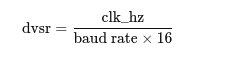 dvsr = clk_hz / baud rate × 16